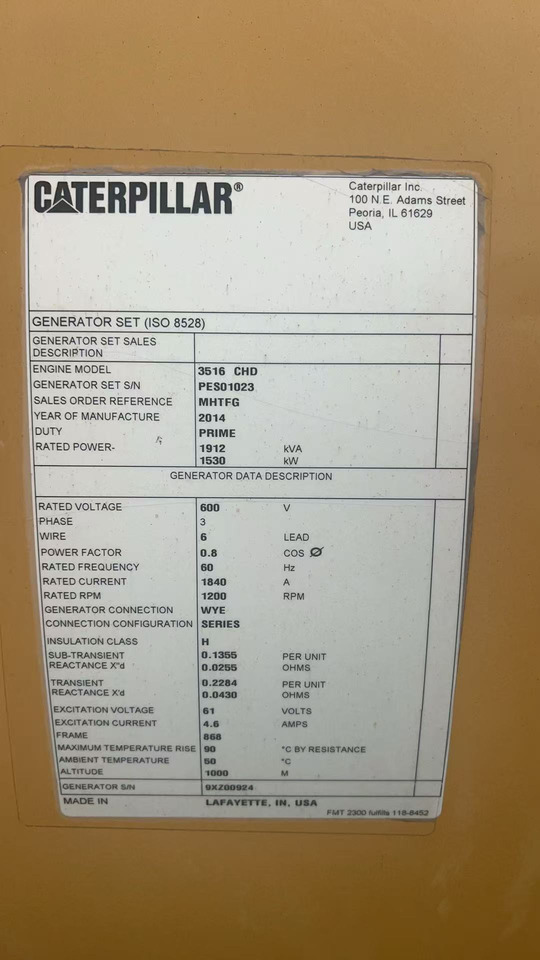 CATERPILLAR®
Caterpillar Inc.
100 N.E. Adams Street
Peoria, IL 61629
USA
GENERATOR SET (ISO 8528)
GENERATOR SET SALES
DESCRIPTION
ENGINE MODEL 3516 CHD
GENERATOR SET S/N PES01023
SALES ORDER REFERENCE MHTFG
YEAR OF MANUFACTURE 2014
DUTY PRIME
RATED POWER- 1912 kVA
1530 kW
GENERATOR DATA DESCRIPTION
RATED VOLTAGE 600 V
PHASE 3
WIRE 6 LEAD
POWER FACTOR 0.8 COS Ø
RATED FREQUENCY 60 Hz
RATED CURRENT 1840 A
RATED RPM 1200 RPM
GENERATOR CONNECTION WYE
CONNECTION CONFIGURATION SERIES
INSULATION CLASS H
SUB-TRANSIENT 0.1355 PER UNIT
REACTANCE X"d 0.0255 OHMS
TRANSIENT 0.2284 PER UNIT
REACTANCE X'd 0.0430 OHMS
EXCITATION VOLTAGE 61 VOLTS
EXCITATION CURRENT 4.6 AMPS
FRAME 868
MAXIMUM TEMPERATURE RISE 90 °C BY RESISTANCE
AMBIENT TEMPERATURE 50 °C
ALTITUDE 1000 M
GENERATOR S/N 9XZ00924
MADE IN LAFAYETTE, IN, USA
FMT 2300 fulfills 118-8452